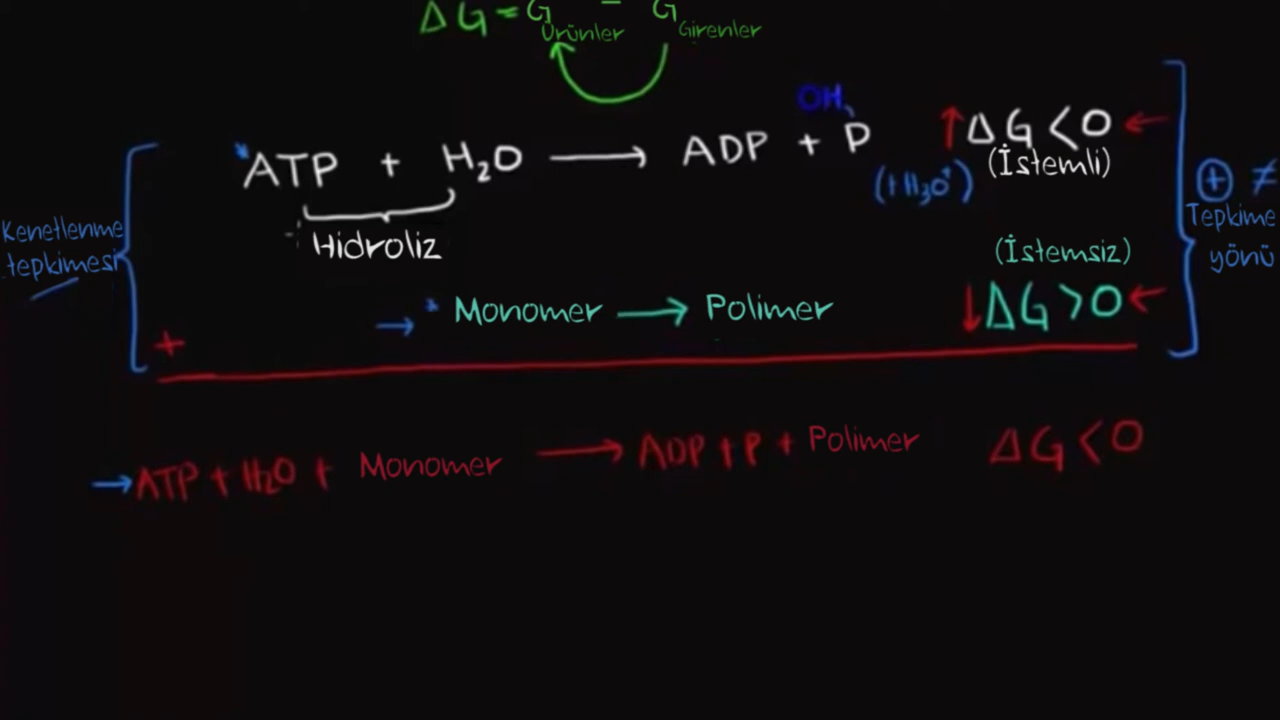 ΔG = G Ürünler − G Girenler
OH
*ATP + H₂O → ADP + P ↑ΔG < 0 ←
(+H₃O⁺) (İstemli)
Hidroliz
Kenetlenme
tepkimesi
⊕ ≠
Tepkime
yönü
(İstemsiz)
→ * Monomer → Polimer ↓ΔG > 0 ←
+
→ ATP + H₂O + Monomer → ADP + P + Polimer ΔG < 0